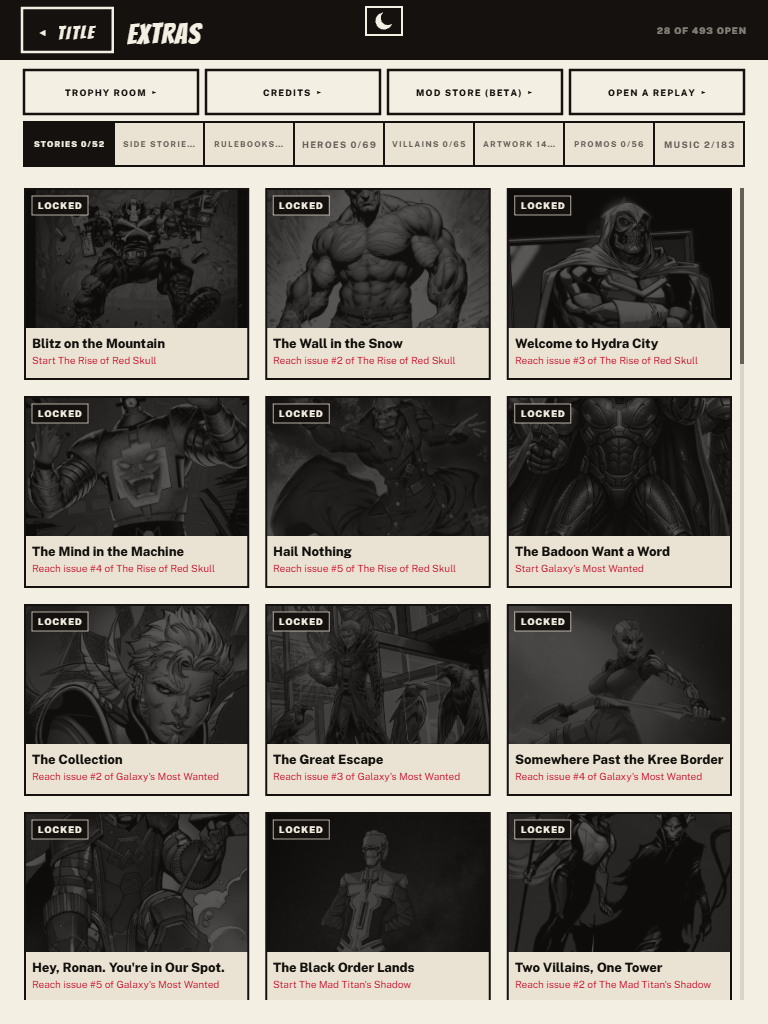 ◂ TITLE
EXTRAS
28 OF 493 OPEN
TROPHY ROOM ▸
CREDITS ▸
MOD STORE (BETA) ▸
OPEN A REPLAY ▸
STORIES 0/52
SIDE STORIE…
RULEBOOKS…
HEROES 0/69
VILLAINS 0/65
ARTWORK 14…
PROMOS 0/56
MUSIC 2/183
LOCKED
LOCKED
LOCKED
Blitz on the Mountain
Start The Rise of Red Skull
The Wall in the Snow
Reach issue #2 of The Rise of Red Skull
Welcome to Hydra City
Reach issue #3 of The Rise of Red Skull
LOCKED
LOCKED
LOCKED
The Mind in the Machine
Reach issue #4 of The Rise of Red Skull
Hail Nothing
Reach issue #5 of The Rise of Red Skull
The Badoon Want a Word
Start Galaxy's Most Wanted
LOCKED
LOCKED
LOCKED
The Collection
Reach issue #2 of Galaxy's Most Wanted
The Great Escape
Reach issue #3 of Galaxy's Most Wanted
Somewhere Past the Kree Border
Reach issue #4 of Galaxy's Most Wanted
LOCKED
LOCKED
LOCKED
Hey, Ronan. You're in Our Spot.
Reach issue #5 of Galaxy's Most Wanted
The Black Order Lands
Start The Mad Titan's Shadow
Two Villains, One Tower
Reach issue #2 of The Mad Titan's Shadow